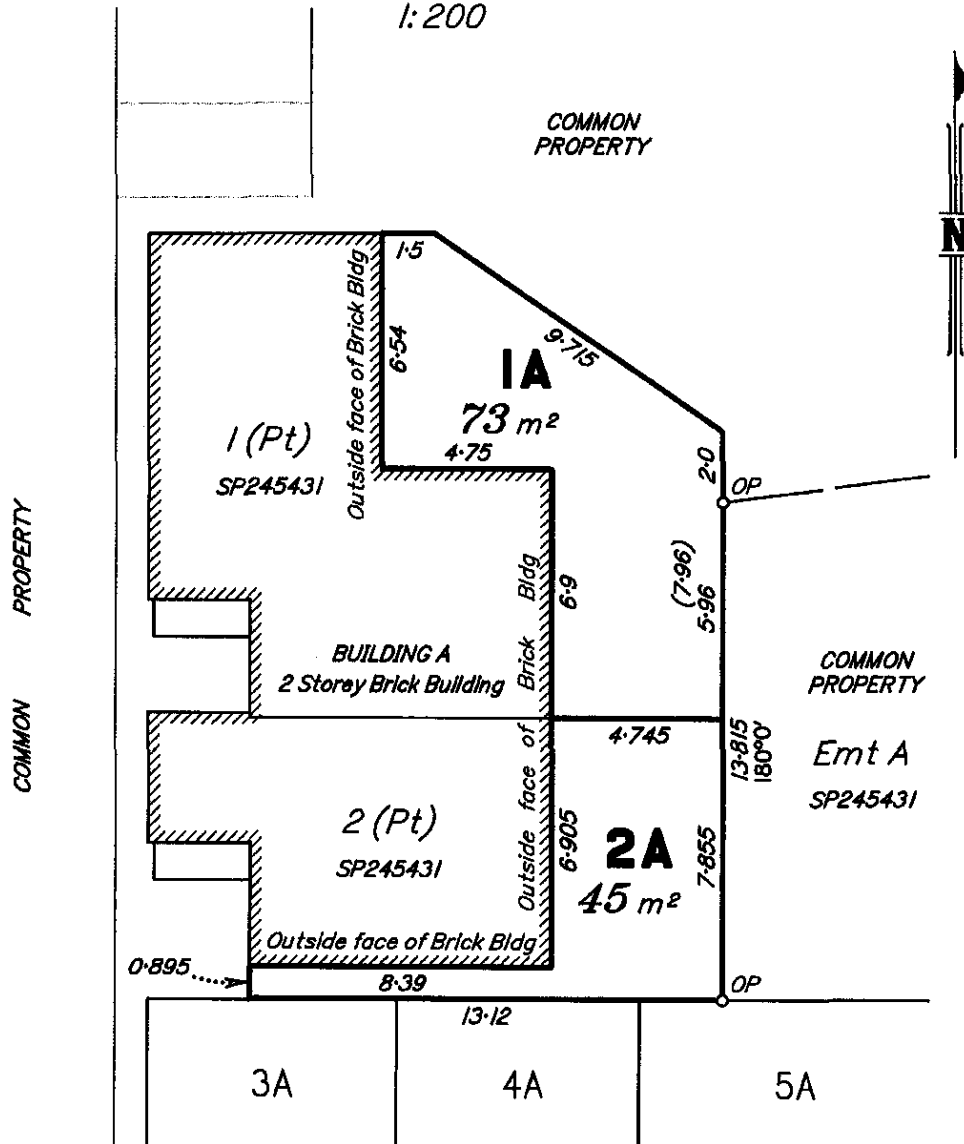 1:200
COMMON
PROPERTY
N
1·5
Outside face of Brick Bldg
6·54
9·715
1A
73 m²
4·75
1 (Pt)
SP245431
2·0
OP
COMMON PROPERTY
6·9
(7·96)
5·96
BUILDING A
2 Storey Brick Building
Outside face of Brick Bldg
COMMON
PROPERTY
4·745
13·815
180°0'
Emt A
SP245431
2 (Pt)
SP245431
6·905
2A
45 m²
7·855
Outside face of Brick Bldg
0·895
8·39
OP
13·12
3A
4A
5A